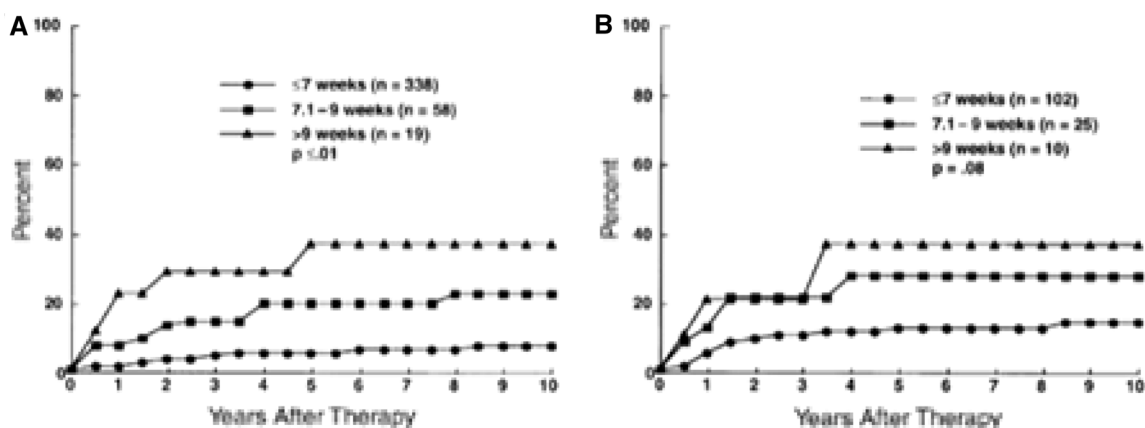 A
100
80
60
40
20
0
Percent
≤7 weeks (n = 338)
7.1 – 9 weeks (n = 58)
>9 weeks (n = 19)
p ≤.01
0 1 2 3 4 5 6 7 8 9 10
Years After Therapy
B
100
80
60
40
20
0
Percent
≤7 weeks (n = 102)
7.1 – 9 weeks (n = 25)
>9 weeks (n = 10)
p = .08
0 1 2 3 4 5 6 7 8 9 10
Years After Therapy